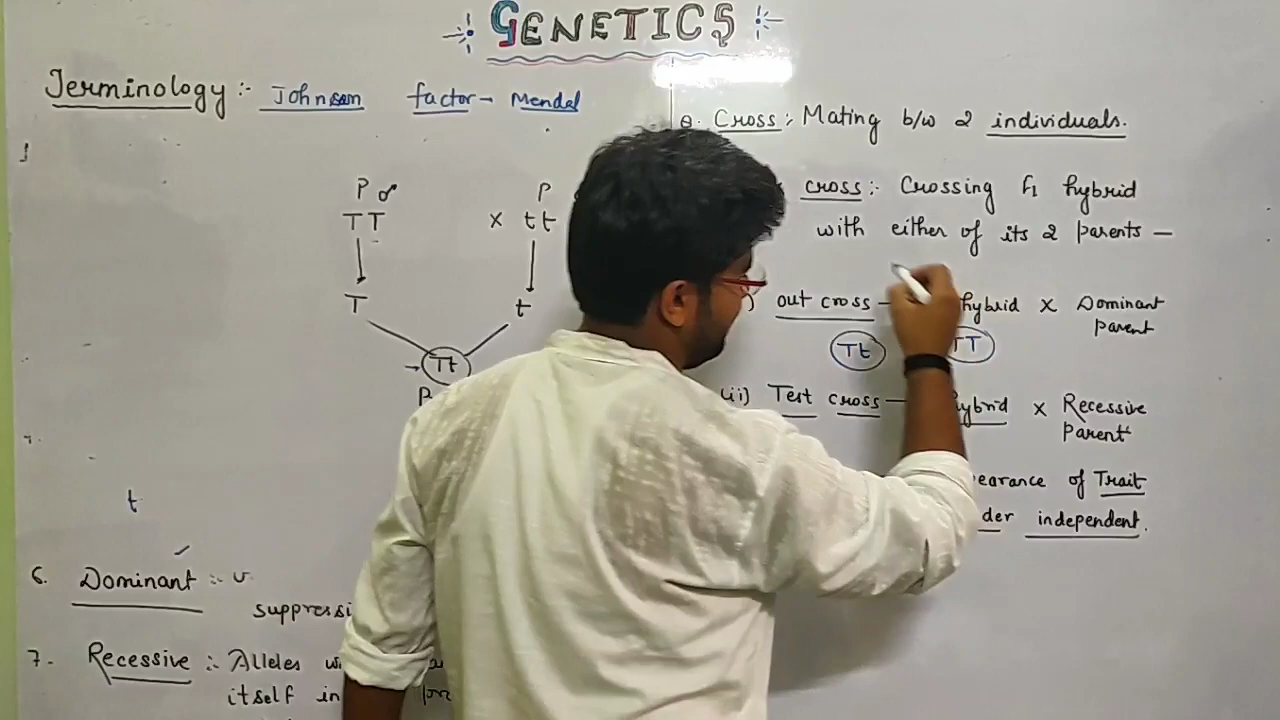 GENETICS
Terminology :- Johnson factor - Mendel
P ♂ P
TT x tt
T t
Tt
t
6. Dominant :-
suppressi
7. Recessive :- Alleles
itself in
8. Cross :- Mating b/w 2 individuals.
cross :- Crossing F1 hybrid
with either of its 2 parents —
out cross — hybrid x Dominant
parent
Tt TT
(ii) Test cross — hybrid x Recessive
Parent
earance of Trait
der independent.